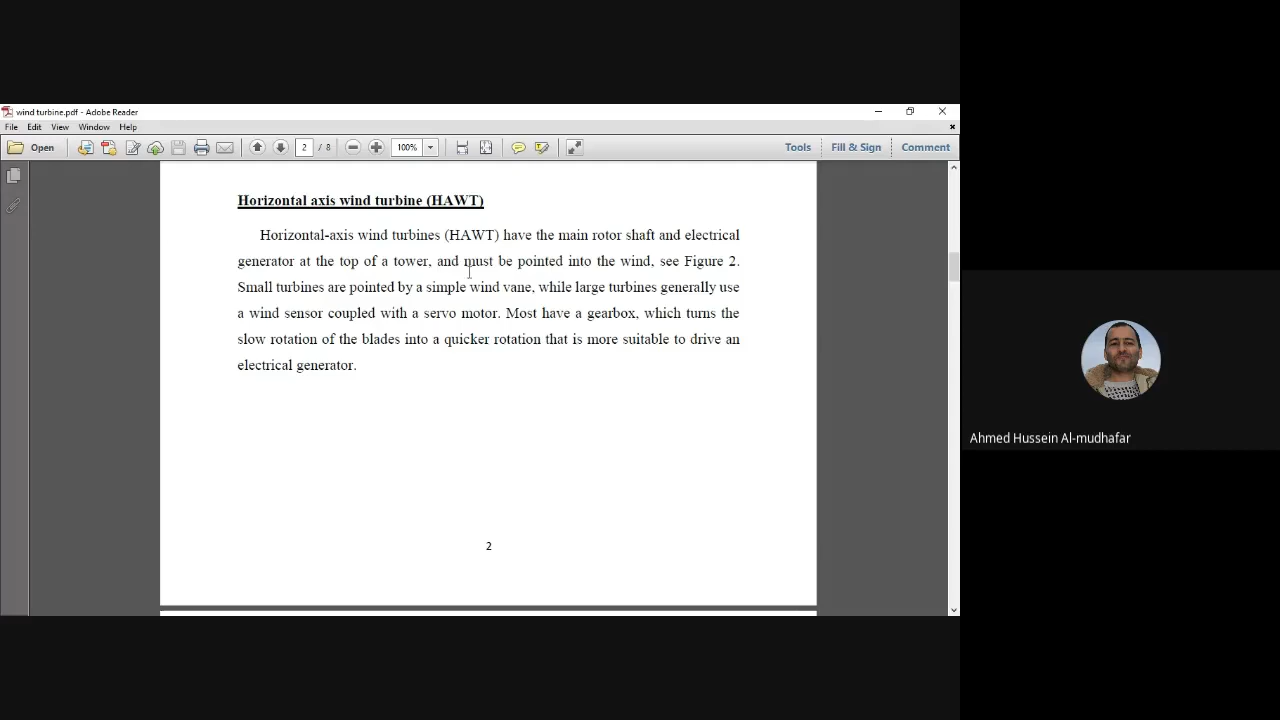 wind turbine.pdf - Adobe Reader
File Edit View Window Help
Open 2 / 8 100% Tools Fill & Sign Comment
Horizontal axis wind turbine (HAWT)
Horizontal-axis wind turbines (HAWT) have the main rotor shaft and electrical
generator at the top of a tower, and must be pointed into the wind, see Figure 2.
Small turbines are pointed by a simple wind vane, while large turbines generally use
a wind sensor coupled with a servo motor. Most have a gearbox, which turns the
slow rotation of the blades into a quicker rotation that is more suitable to drive an
electrical generator.
2
Ahmed Hussein Al-mudhafar